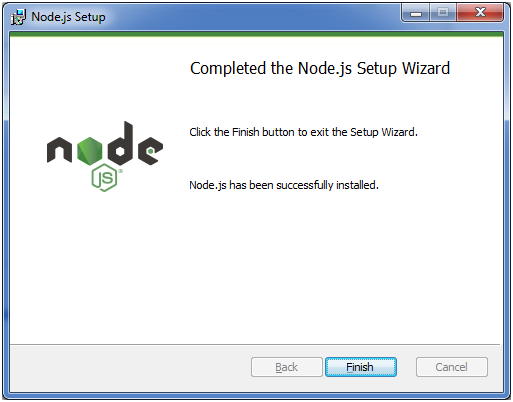 Node.js Setup
Completed the Node.js Setup Wizard
Click the Finish button to exit the Setup Wizard.
node
JS®
Node.js has been successfully installed.
Back
Finish
Cancel